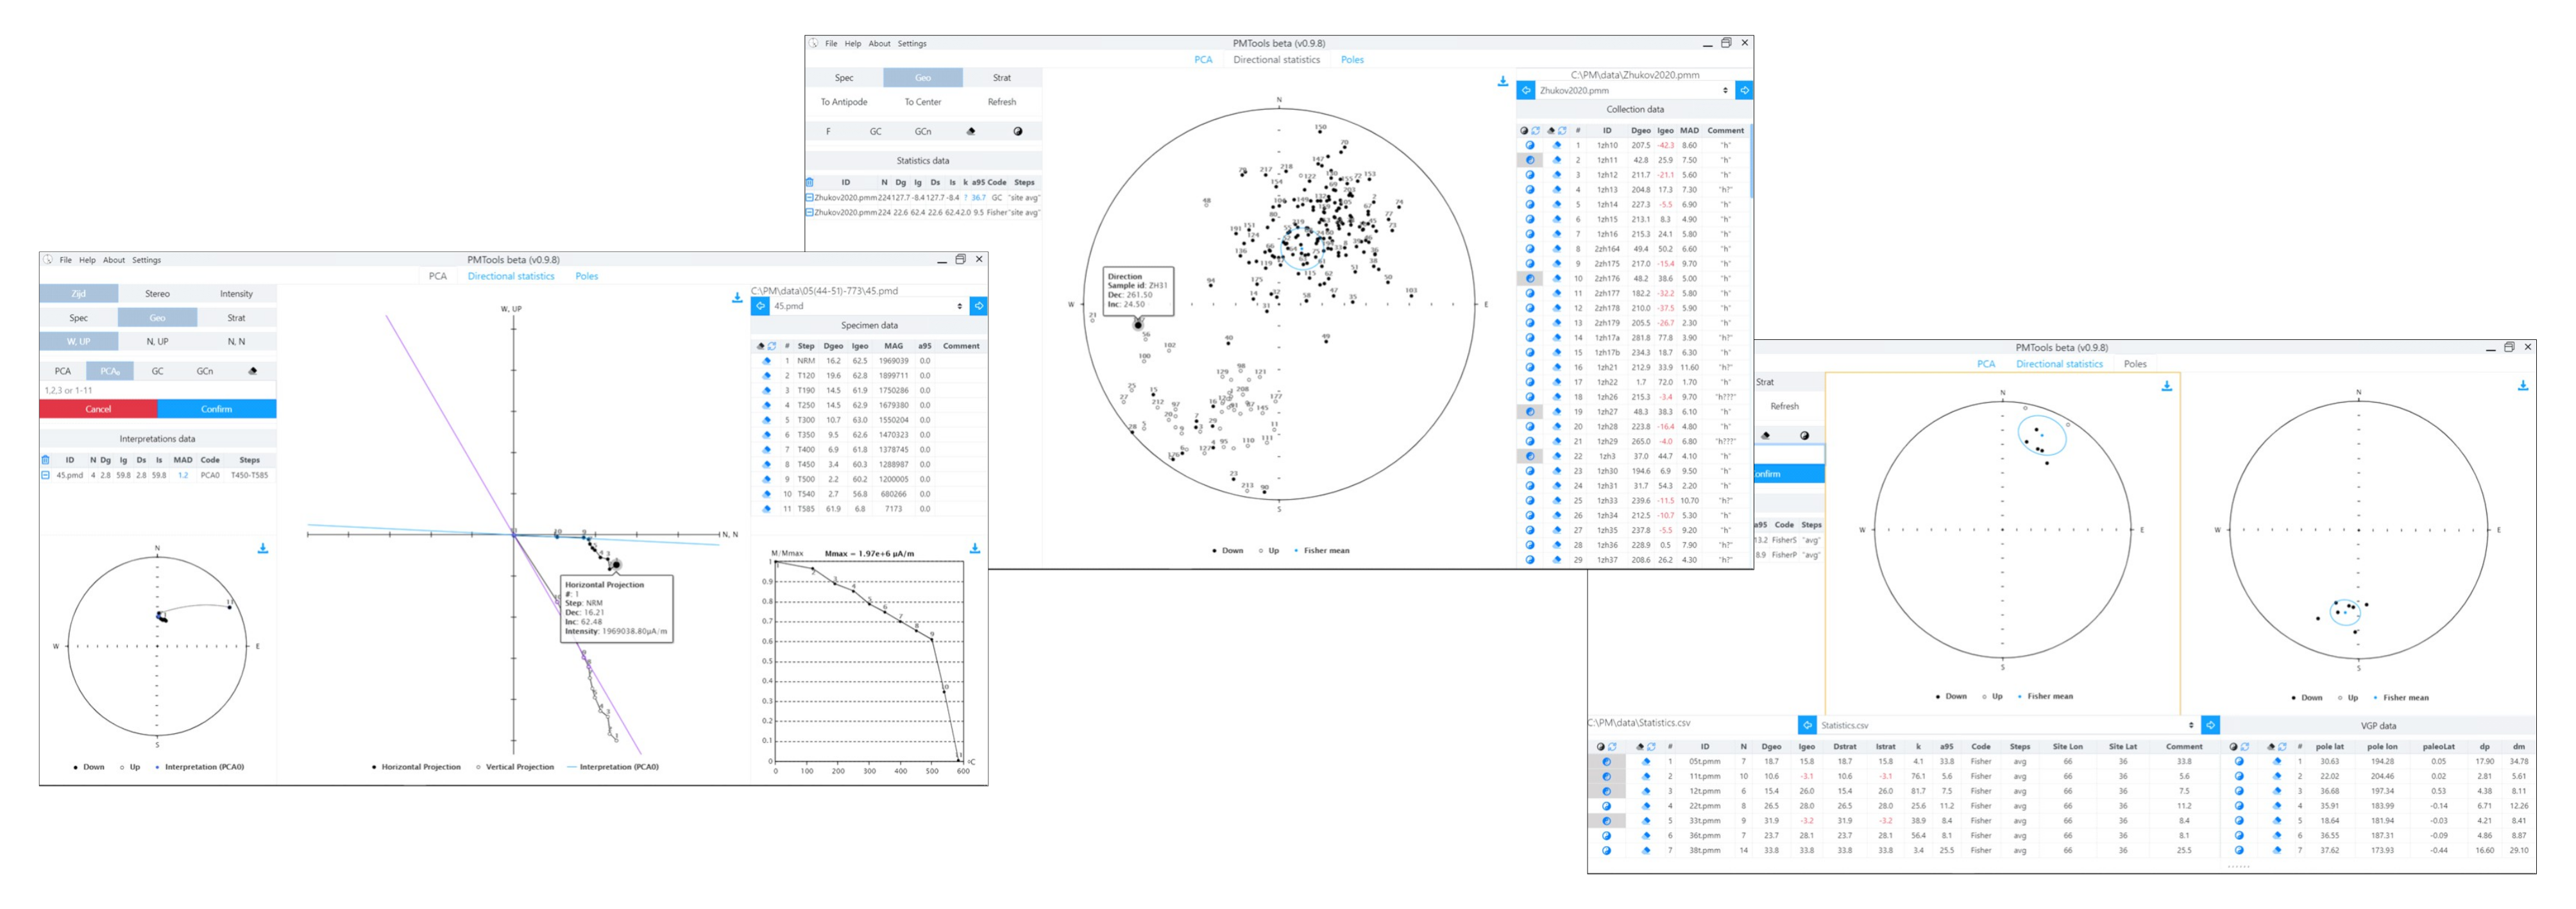 PMTools beta (v0.9.8)
File Help About Settings
PCA Directional statistics Poles
Zijd Stereo Intensity
Spec Geo Strat
W, UP N, UP N, N
PCA PCA₀ GC GCn
1,2,3 or 1-11
Cancel Confirm
Interpretations data
ID N Dg Ig Ds Is MAD Code Steps
45.pmd 4 2.8 59.8 2.8 59.8 1.2 PCA0 T450-T585
N
W E
S
Down Up Interpretation (PCA0)
W, UP
N, N
Horizontal Projection
#: 1
Step: NRM
Dec: 16.21
Inc: 62.48
Intensity: 1969038.80µA/m
Horizontal Projection Vertical Projection Interpretation (PCA0)
C:\PM\data\05(44-51)-773\45.pmd
45.pmd
Specimen data
# Step Dgeo Igeo MAG a95 Comment
1 NRM 16.2 62.5 1969039 0.0
2 T120 19.6 62.8 1899711 0.0
3 T190 14.5 61.9 1750286 0.0
4 T250 14.5 62.9 1679380 0.0
5 T300 10.7 63.0 1550204 0.0
6 T350 9.5 62.6 1470323 0.0
7 T400 6.9 61.8 1378745 0.0
8 T450 3.4 60.3 1288987 0.0
9 T500 2.2 60.2 1200005 0.0
10 T540 2.7 56.8 680266 0.0
11 T585 61.9 6.8 7173 0.0
M/Mmax Mmax = 1.97e+6 µA/m
1
0.9
0.8
0.7
0.6
0.5
0.4
0.3
0.2
0.1
0
0 100 200 300 400 500 600
°C
PMTools beta (v0.9.8)
File Help About Settings
PCA Directional statistics Poles
Spec Geo Strat
To Antipode To Center Refresh
F GC GCn
Statistics data
ID N Dg Ig Ds Is k a95 Code Steps
Zhukov2020.pmm 224 127.7 -8.4 127.7 -8.4 ? 36.7 GC "site avg"
Zhukov2020.pmm 224 22.6 62.4 22.6 62.4 2.0 9.5 Fisher "site avg"
N
W E
S
Direction
Sample id: ZH31
Dec: 261.50
Inc: 24.50
Down Up Fisher mean
C:\PM\data\Zhukov2020.pmm
Zhukov2020.pmm
Collection data
# ID Dgeo Igeo MAD Comment
1 1zh10 207.5 -42.3 8.60 "h"
2 1zh11 42.8 25.9 7.50 "h"
3 1zh12 211.7 -21.1 5.60 "h"
4 1zh13 204.8 17.3 7.30 "h?"
5 1zh14 227.3 -5.5 6.90 "h"
6 1zh15 213.1 8.3 4.90 "h"
7 1zh16 215.3 24.1 5.80 "h"
8 2zh164 49.4 50.2 6.60 "h"
9 2zh175 217.0 -15.4 9.70 "h"
10 2zh176 48.2 38.6 5.00 "h"
11 2zh177 182.2 -32.2 5.80 "h"
12 2zh178 210.0 -37.5 5.90 "h"
13 2zh179 205.5 -26.7 2.30 "h"
14 1zh17a 281.8 77.8 3.90 "h?"
15 1zh17b 234.3 18.7 6.30 "h"
16 1zh21 212.9 33.9 11.60 "h"
17 1zh22 1.7 72.0 1.70 "h"
18 1zh26 215.3 -3.4 9.70 "h???"
19 1zh27 48.3 38.3 6.10 "h"
20 1zh28 223.8 -16.4 4.80 "h"
21 1zh29 265.0 -4.0 6.80 "h???"
22 1zh3 37.0 44.7 4.10 "h"
23 1zh30 194.6 6.9 9.50 "h"
24 1zh31 31.7 54.3 2.20 "h"
25 1zh33 239.6 -11.5 10.70 "h?"
26 1zh34 212.5 -10.7 5.30 "h"
27 1zh35 237.8 -5.5 9.20 "h"
28 1zh36 228.9 0.5 7.90 "h?"
29 1zh37 208.6 26.2 4.30 "h"
PMTools beta (v0.9.8)
PCA Directional statistics Poles
Strat
Refresh
onfirm
a95 Code Steps
13.2 FisherS "avg"
8.9 FisherP "avg"
N
W E
S
Down Up Fisher mean
N
W E
S
Down Up Fisher mean
C:\PM\data\Statistics.csv
Statistics.csv
VGP data
# ID N Dgeo Igeo Dstrat Istrat k a95 Code Steps Site Lon Site Lat Comment # pole lat pole lon paleoLat dp dm
1 05t.pmm 7 18.7 15.8 18.7 15.8 4.1 33.8 Fisher avg 66 36 33.8 1 30.63 194.28 0.05 17.90 34.78
2 11t.pmm 10 10.6 -3.1 10.6 -3.1 76.1 5.6 Fisher avg 66 36 5.6 2 22.02 204.46 0.02 2.81 5.61
3 12t.pmm 6 15.4 26.0 15.4 26.0 81.7 7.5 Fisher avg 66 36 7.5 3 36.68 197.34 0.53 4.38 8.11
4 22t.pmm 8 26.5 28.0 26.5 28.0 25.6 11.2 Fisher avg 66 36 11.2 4 35.91 183.99 -0.14 6.71 12.26
5 33t.pmm 9 31.9 -3.2 31.9 -3.2 38.9 8.4 Fisher avg 66 36 8.4 5 18.64 181.94 -0.03 4.21 8.41
6 36t.pmm 7 23.7 28.1 23.7 28.1 56.4 8.1 Fisher avg 66 36 8.1 6 36.55 187.31 -0.09 4.86 8.87
7 38t.pmm 14 33.8 33.8 33.8 33.8 3.4 25.5 Fisher avg 66 36 25.5 7 37.62 173.93 -0.44 16.60 29.10